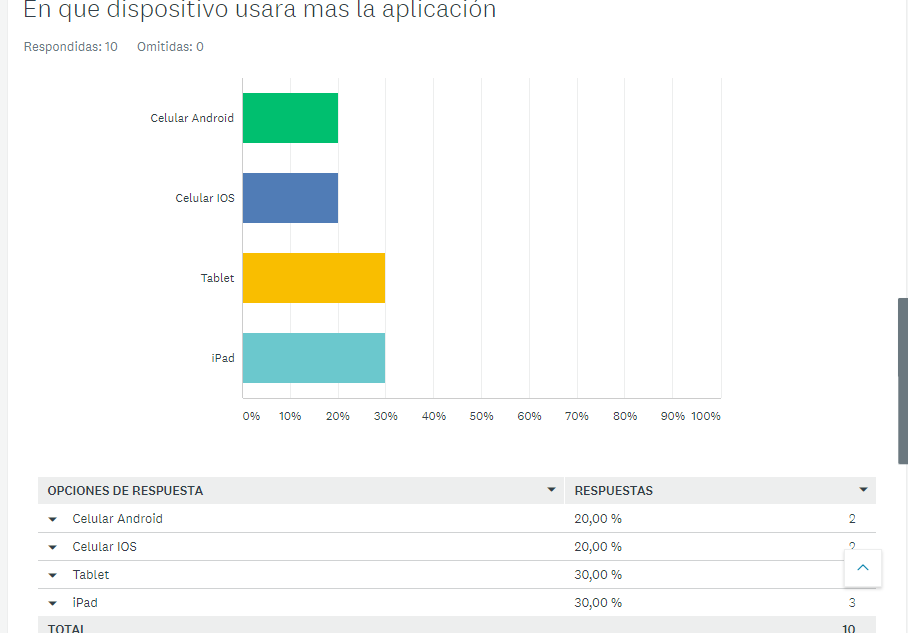 En que dispositivo usara mas la aplicación
Respondidas: 10 Omitidas: 0
Celular Android
Celular IOS
Tablet
iPad
0% 10% 20% 30% 40% 50% 60% 70% 80% 90% 100%
OPCIONES DE RESPUESTA RESPUESTAS
Celular Android 20,00 % 2
Celular IOS 20,00 % 2
Tablet 30,00 %
iPad 30,00 % 3
TOTAL 10